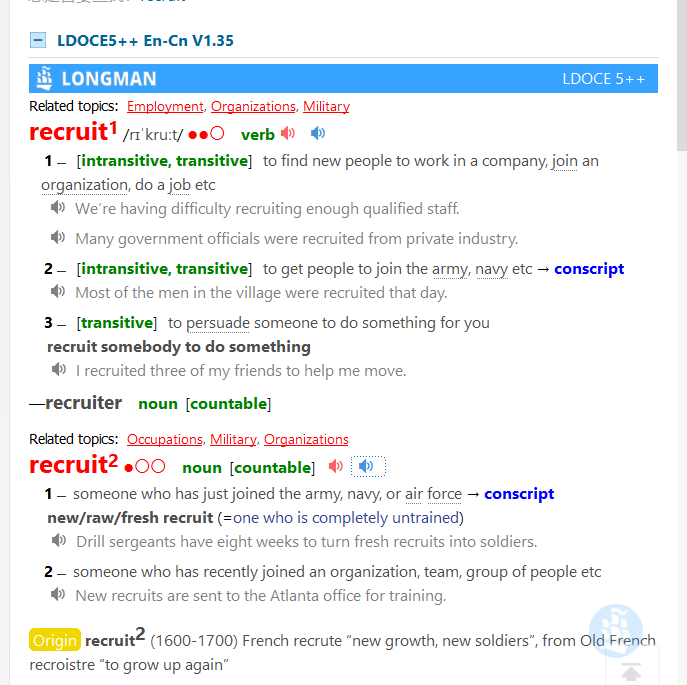 recruit
LDOCE5++ En-Cn V1.35
LONGMAN LDOCE 5++
Related topics: Employment, Organizations, Military
recruit1 /rɪˈkruːt/ ●●○ verb
1 – [intransitive, transitive] to find new people to work in a company, join an
organization, do a job etc
We’re having difficulty recruiting enough qualified staff.
Many government officials were recruited from private industry.
2 – [intransitive, transitive] to get people to join the army, navy etc → conscript
Most of the men in the village were recruited that day.
3 – [transitive] to persuade someone to do something for you
recruit somebody to do something
I recruited three of my friends to help me move.
—recruiter noun [countable]
Related topics: Occupations, Military, Organizations
recruit2 ●○○ noun [countable]
1 – someone who has just joined the army, navy, or air force → conscript
new/raw/fresh recruit (=one who is completely untrained)
Drill sergeants have eight weeks to turn fresh recruits into soldiers.
2 – someone who has recently joined an organization, team, group of people etc
New recruits are sent to the Atlanta office for training.
Origin recruit2 (1600-1700) French recrute “new growth, new soldiers”, from Old French
recroistre “to grow up again”